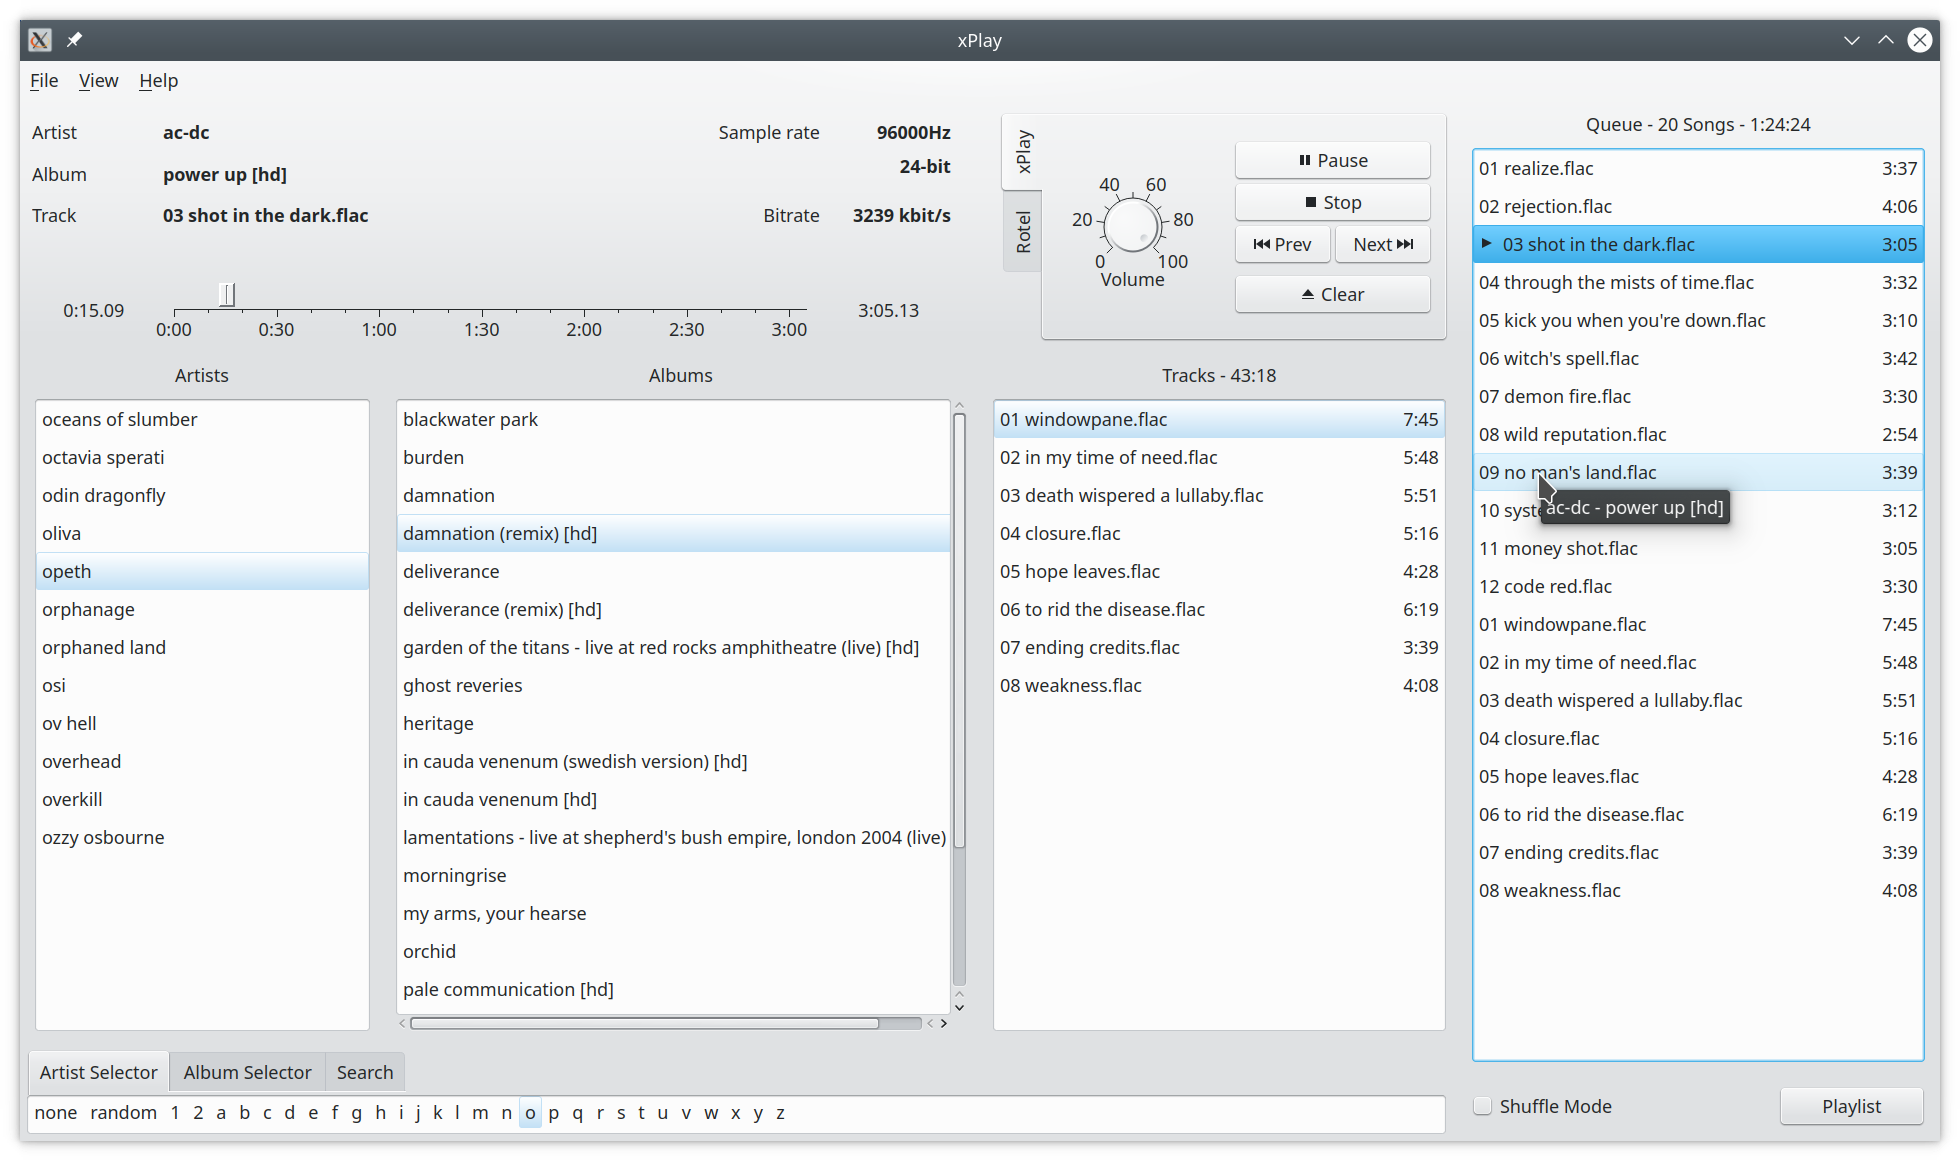 xPlay
File View Help
Artist ac-dc Sample rate 96000Hz
24-bit
Album power up [hd]
Track 03 shot in the dark.flac Bitrate 3239 kbit/s
0:15.09 3:05.13
0:00 0:30 1:00 1:30 2:00 2:30 3:00
xPlay
Rotel
0 20 40 60 80 100
Volume
Pause
Stop
Prev Next
Clear
Artists
oceans of slumber
octavia sperati
odin dragonfly
oliva
opeth
orphanage
orphaned land
osi
ov hell
overhead
overkill
ozzy osbourne
Albums
blackwater park
burden
damnation
damnation (remix) [hd]
deliverance
deliverance (remix) [hd]
garden of the titans - live at red rocks amphitheatre (live) [hd]
ghost reveries
heritage
in cauda venenum (swedish version) [hd]
in cauda venenum [hd]
lamentations - live at shepherd's bush empire, london 2004 (live)
morningrise
my arms, your hearse
orchid
pale communication [hd]
Tracks - 43:18
01 windowpane.flac 7:45
02 in my time of need.flac 5:48
03 death wispered a lullaby.flac 5:51
04 closure.flac 5:16
05 hope leaves.flac 4:28
06 to rid the disease.flac 6:19
07 ending credits.flac 3:39
08 weakness.flac 4:08
Queue - 20 Songs - 1:24:24
01 realize.flac 3:37
02 rejection.flac 4:06
03 shot in the dark.flac 3:05
04 through the mists of time.flac 3:32
05 kick you when you're down.flac 3:10
06 witch's spell.flac 3:42
07 demon fire.flac 3:30
08 wild reputation.flac 2:54
09 no man's land.flac 3:39
ac-dc - power up [hd]
10 3:12
11 money shot.flac 3:05
12 code red.flac 3:30
01 windowpane.flac 7:45
02 in my time of need.flac 5:48
03 death wispered a lullaby.flac 5:51
04 closure.flac 5:16
05 hope leaves.flac 4:28
06 to rid the disease.flac 6:19
07 ending credits.flac 3:39
08 weakness.flac 4:08
Artist Selector Album Selector Search
none random 1 2 a b c d e f g h i j k l m n o p q r s t u v w x y z
Shuffle Mode Playlist